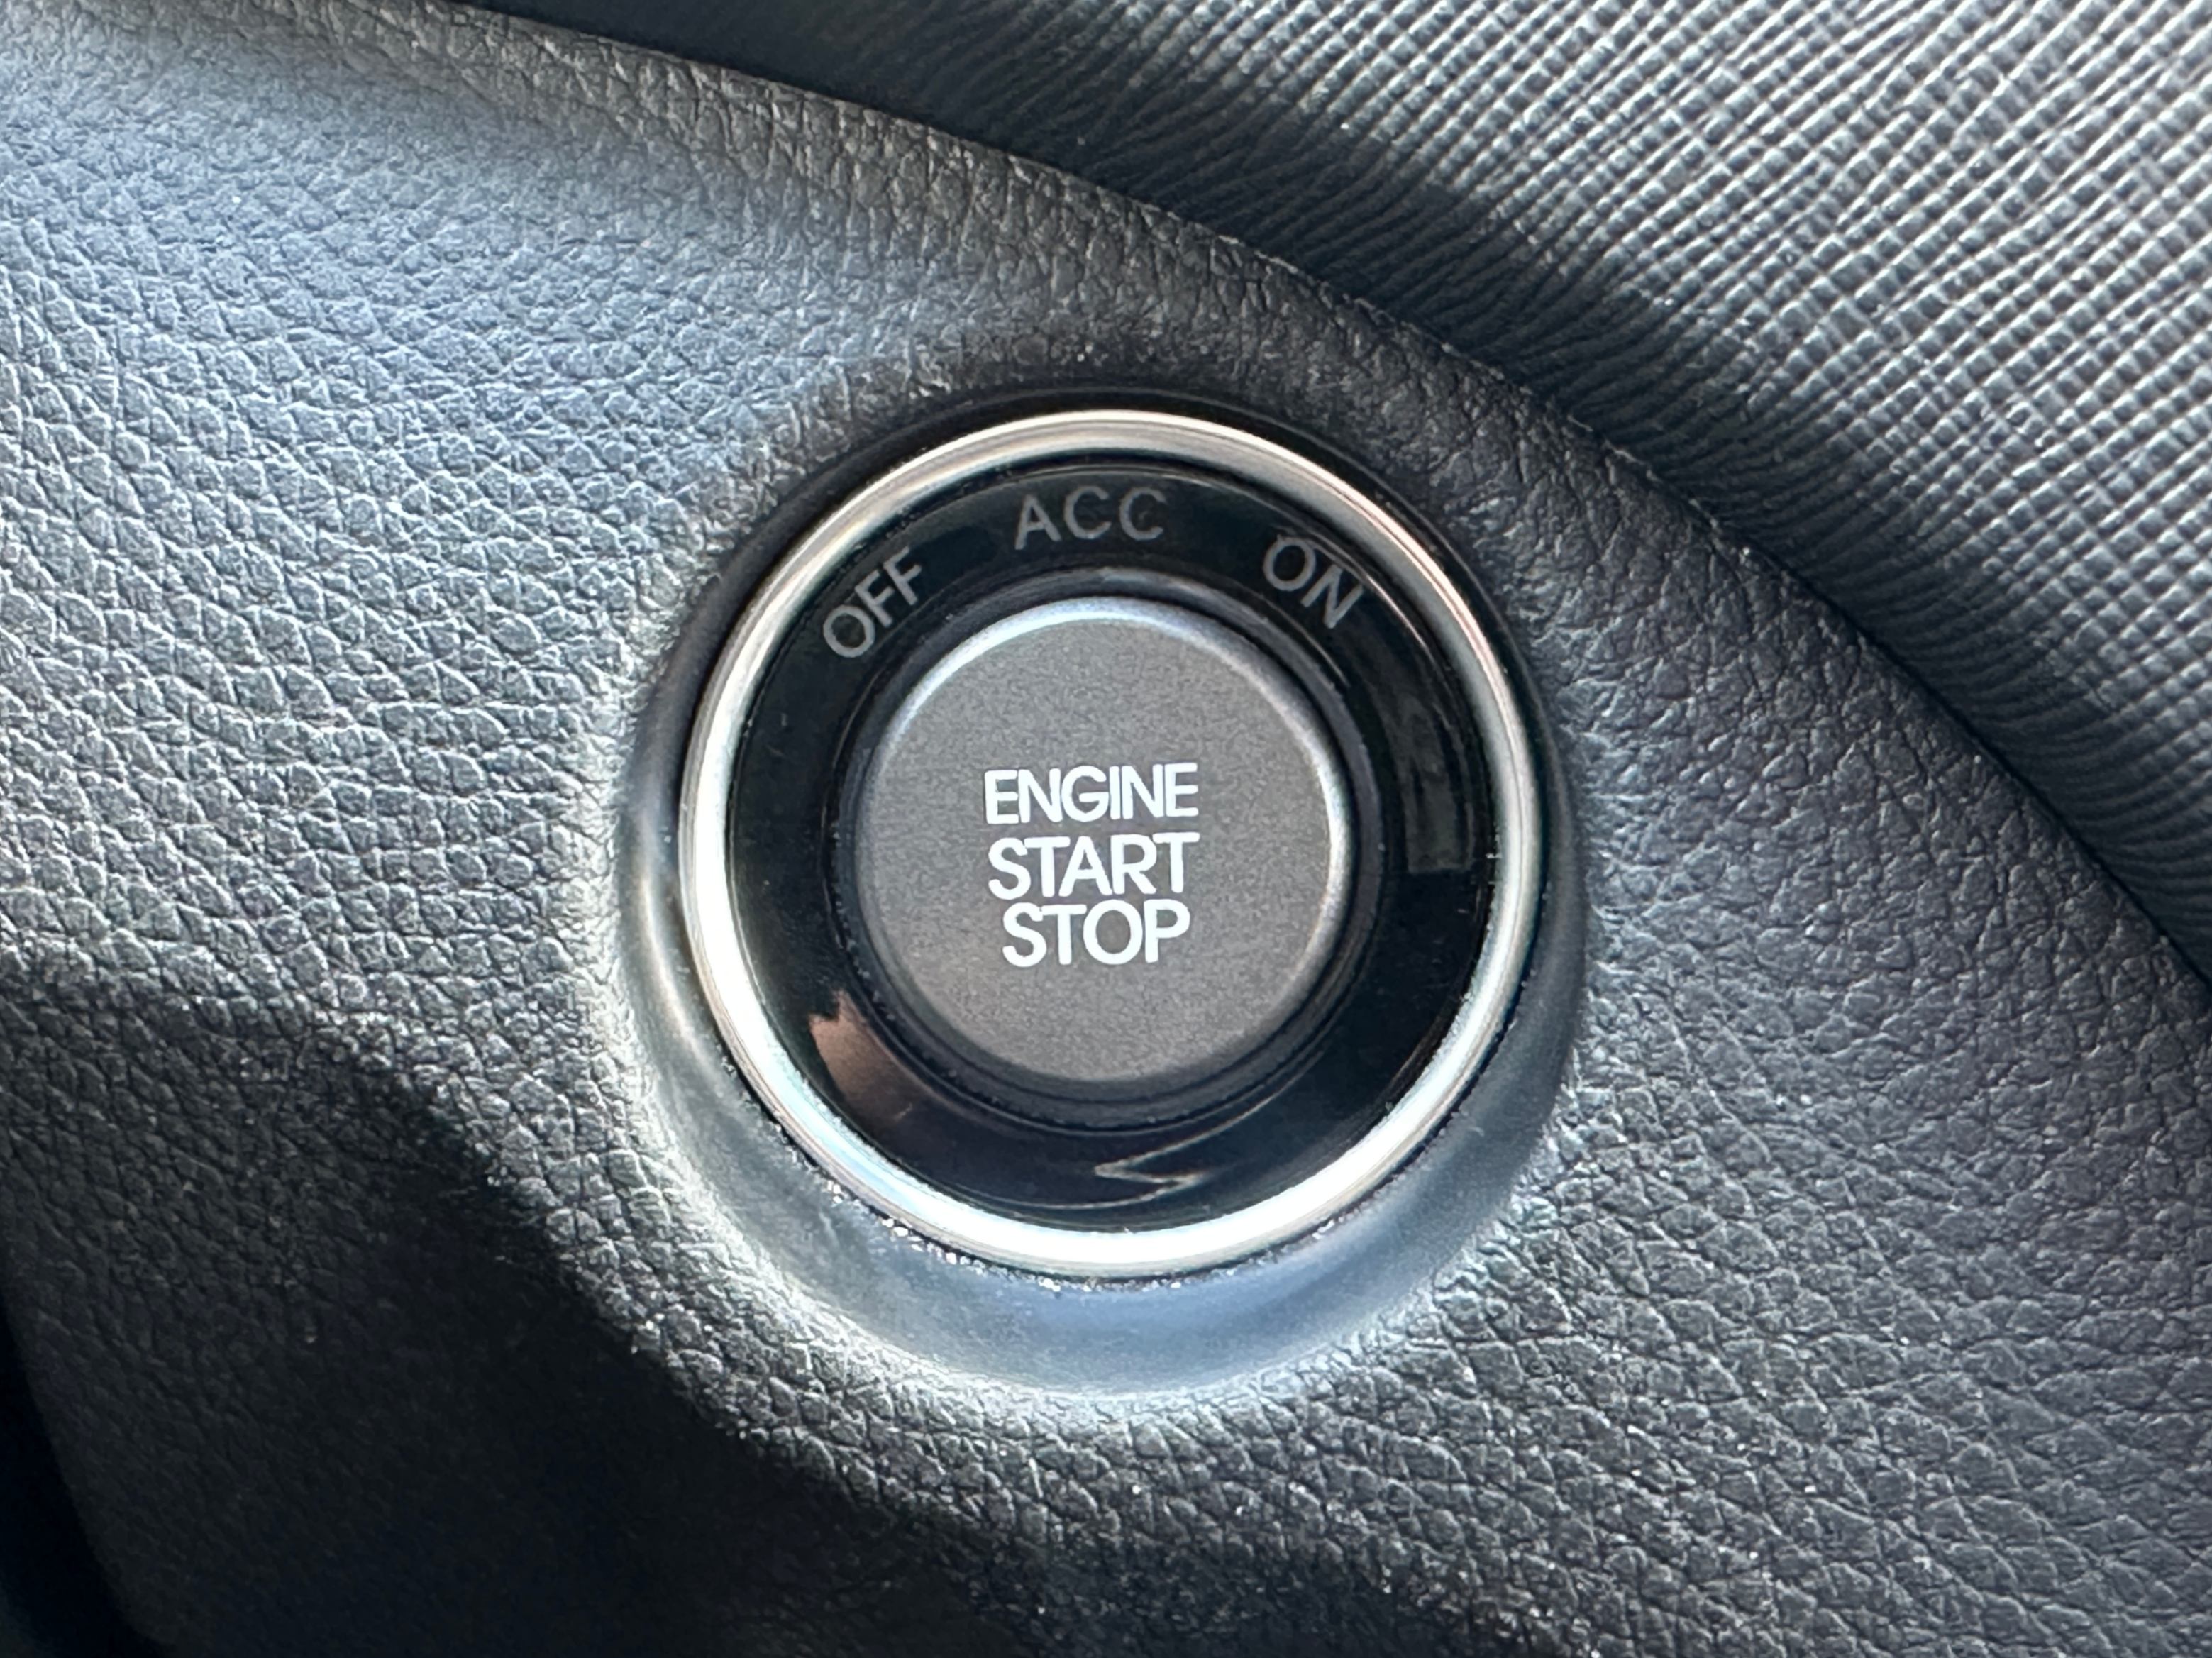 OFF ACC ON
ENGINE
START
STOP